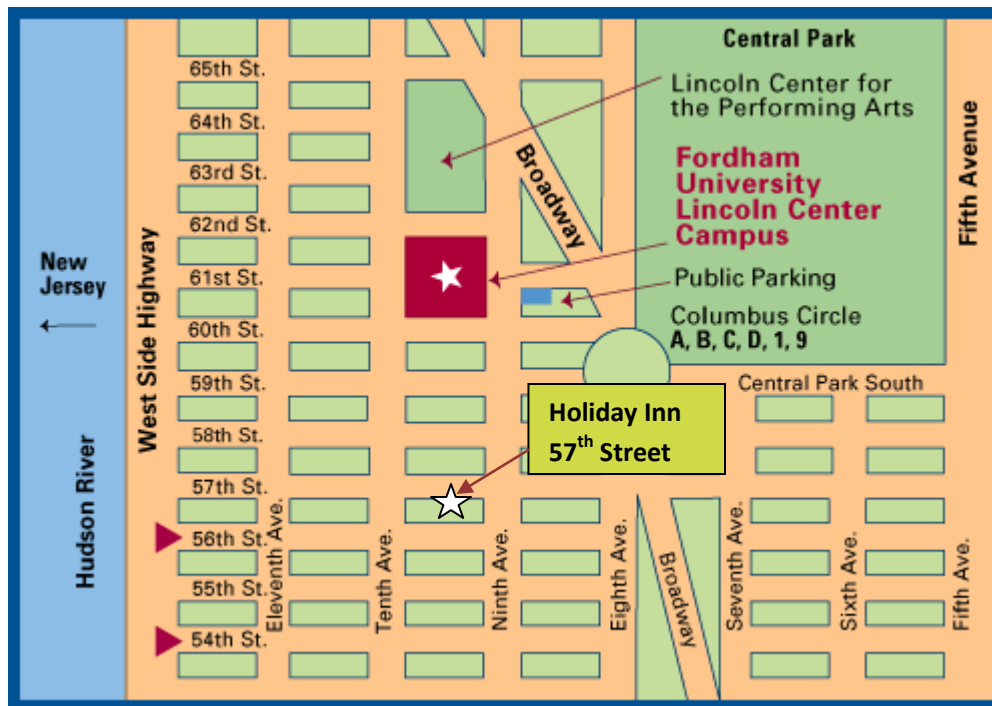 Central Park
Lincoln Center for
the Performing Arts
Fordham
University
Lincoln Center
Campus
Public Parking
Columbus Circle
A, B, C, D, 1, 9
Central Park South
Fifth Avenue
Broadway
65th St.
64th St.
63rd St.
62nd St.
61st St.
60th St.
59th St.
58th St.
57th St.
56th St.
55th St.
54th St.
New
Jersey
Hudson River
West Side Highway
Holiday Inn
57th Street
Eleventh Ave.
Tenth Ave.
Ninth Ave.
Eighth Ave.
Broadway
Seventh Ave.
Sixth Ave.
Fifth Ave.